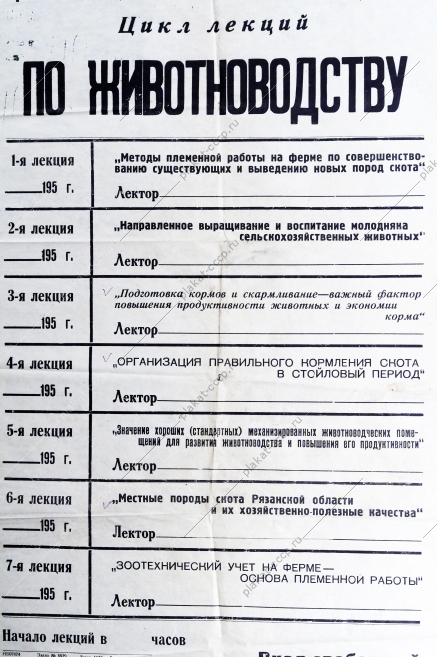 Цикл лекций
ПО ЖИВОТНОВОДСТВУ
1-я лекция
195 г.
„Методы племенной работы на ферме по совершенство-
ванию существующих и выведению новых пород скота“
Лектор
2-я лекция
195 г.
„Направленное выращивание и воспитание молодняка
сельскохозяйственных животных“
Лектор
3-я лекция
195 г.
„Подготовка кормов и скармливание—важный фактор
повышения продуктивности животных и экономии
корма“
Лектор
4-я лекция
195 г.
„ОРГАНИЗАЦИЯ ПРАВИЛЬНОГО КОРМЛЕНИЯ СКОТА
В СТОЙЛОВЫЙ ПЕРИОД“
Лектор
5-я лекция
195 г.
„Значение хороших (стандартных) механизированных животноводческих поме-
щений для развития животноводства и повышения его продуктивности“
Лектор
6-я лекция
195 г.
„Местные породы скота Рязанской области
и их хозяйственно-полезные качества“
Лектор
7-я лекция
195 г.
„ЗООТЕХНИЧЕСКИЙ УЧЕТ НА ФЕРМЕ—
ОСНОВА ПЛЕМЕННОЙ РАБОТЫ“
Лектор
Начало лекций в часов
plakat-cccp.ru